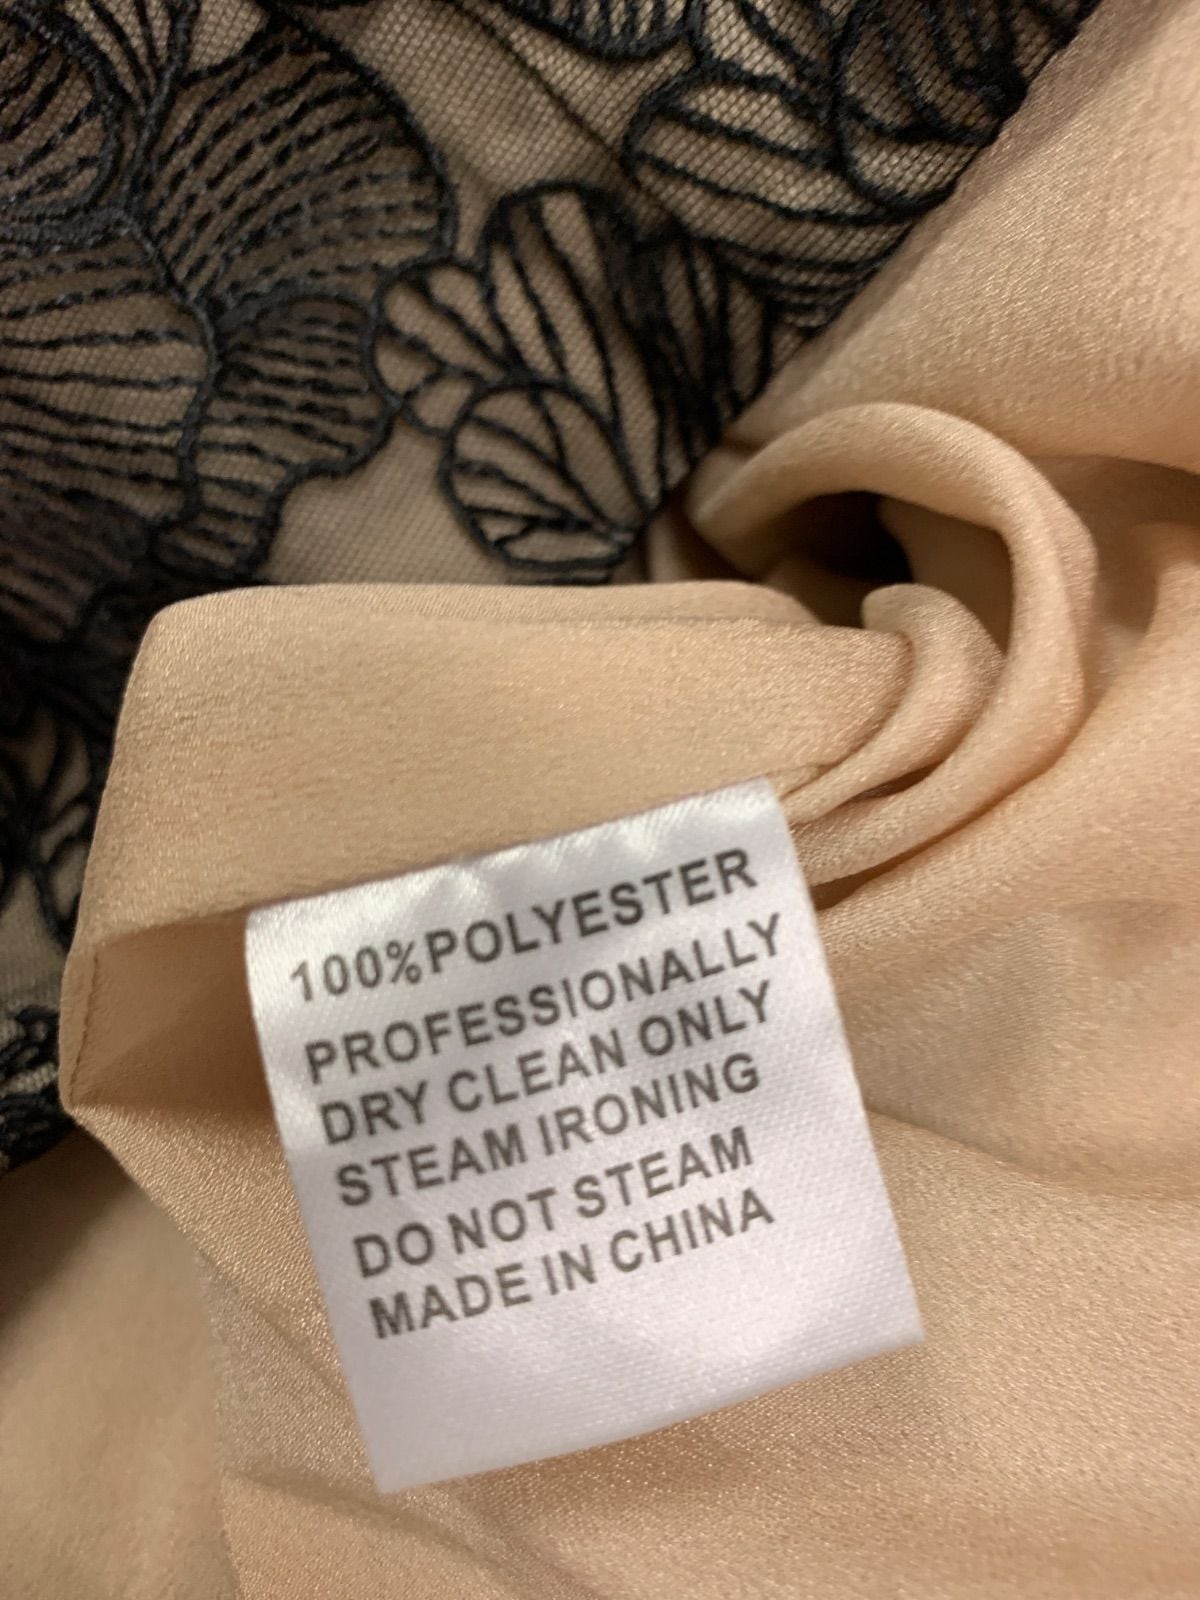 100%POLYESTER
PROFESSIONALLY
DRY CLEAN ONLY
STEAM IRONING
DO NOT STEAM
MADE IN CHINA